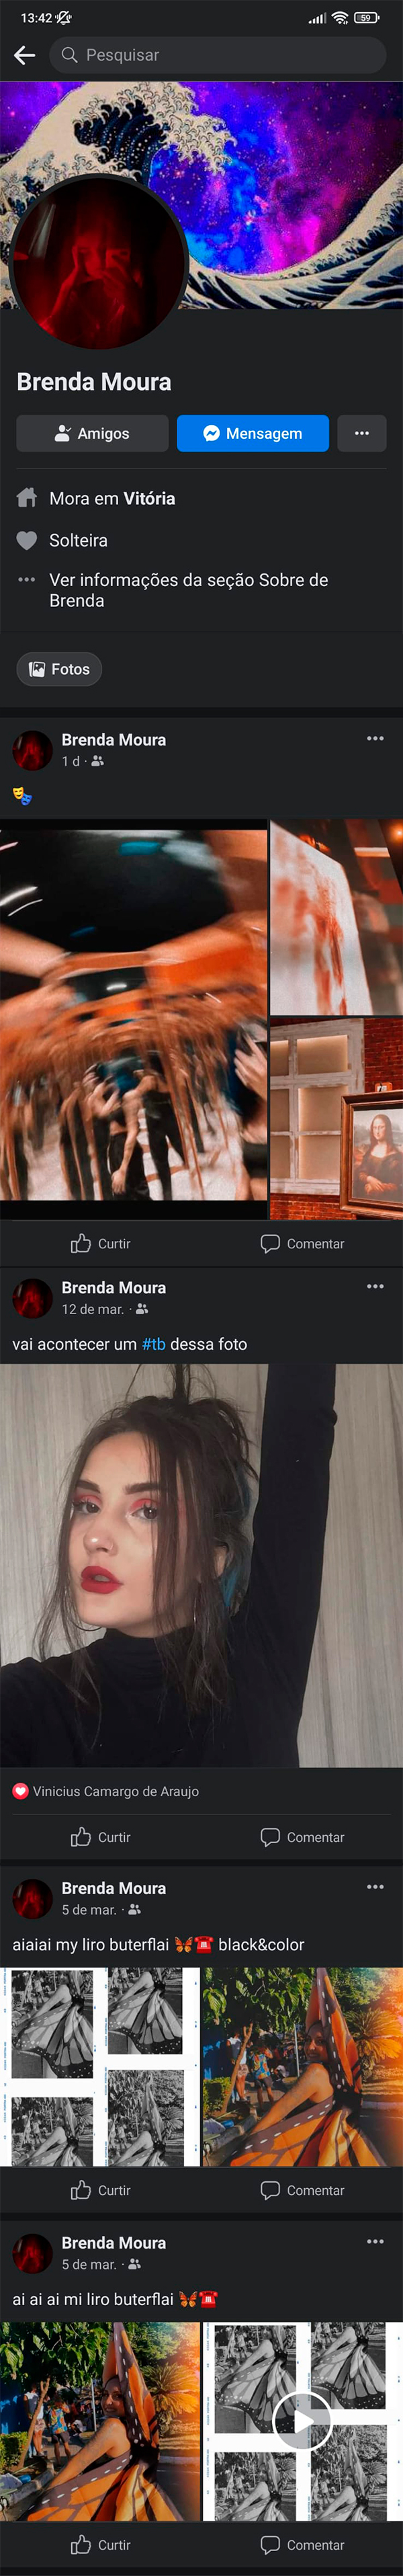 13:42
59
Pesquisar
Brenda Moura
Amigos
Mensagem
Mora em Vitória
Solteira
Ver informações da seção Sobre de
Brenda
Fotos
Brenda Moura
1 d ·
🎭
Curtir
Comentar
Brenda Moura
12 de mar. ·
vai acontecer um #tb dessa foto
Vinicius Camargo de Araujo
Curtir
Comentar
Brenda Moura
5 de mar. ·
aiaiai my liro buterflai 🦋☎️ black&color
Curtir
Comentar
Brenda Moura
5 de mar. ·
ai ai ai mi liro buterflai 🦋☎️
Curtir
Comentar